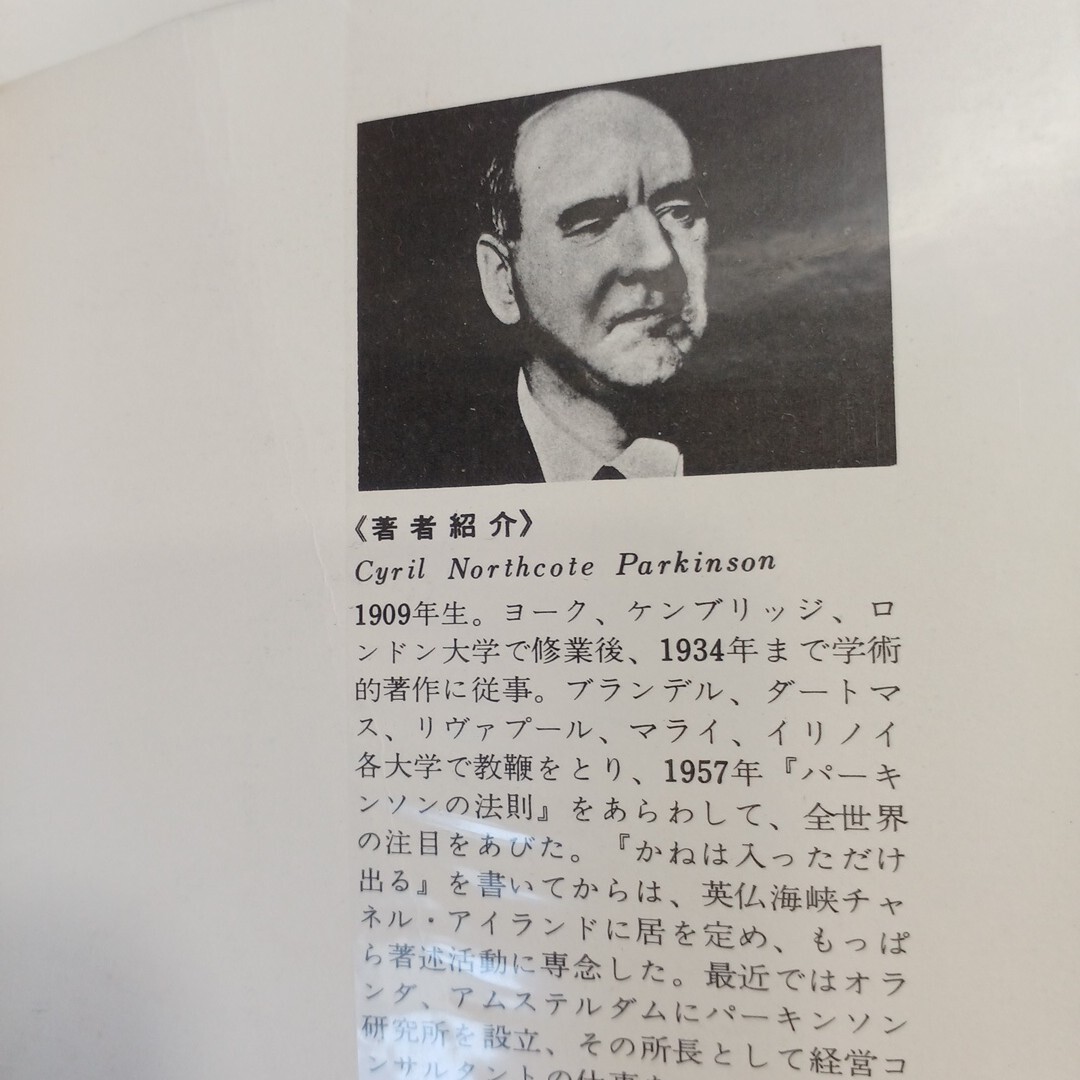 《著者紹介》
Cyril Northcote Parkinson
1909年生。ヨーク、ケンブリッジ、ロ
ンドン大学で修業後、1934年まで学術
的著作に従事。ブランデル、ダートマ
ス、リヴァプール、マライ、イリノイ
各大学で教鞭をとり、1957年『パーキ
ンソンの法則』をあらわして、全世界
の注目をあびた。『かねは入っただけ
出る』を書いてからは、英仏海峡チャ
ネル・アイランドに居を定め、もっぱ
ら著述活動に専念した。最近ではオラ
ンダ、アムステルダムにパーキンソン
研究所を設立、その所長として経営コ
ンサルタントの仕事